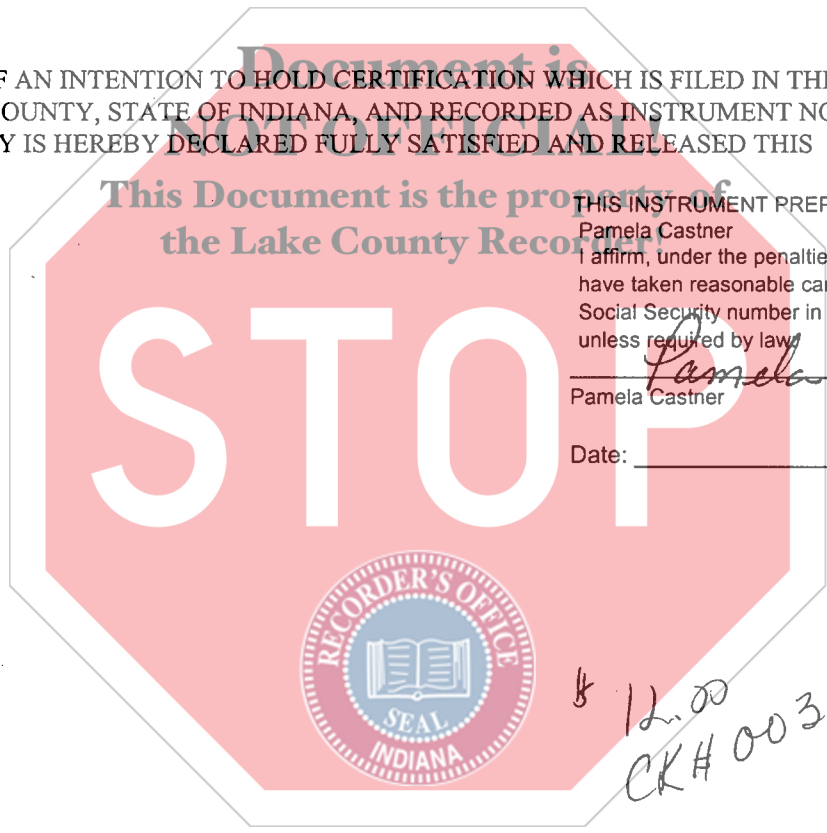 Document is
F AN INTENTION TO HOLD CERTIFICATION WHICH IS FILED IN THE
OUNTY, STATE OF INDIANA, AND RECORDED AS INSTRUMENT NO
NOT OFFICIAL!
Y IS HEREBY DECLARED FULLY SATISFIED AND RELEASED THIS
This Document is the property of
the Lake County Recorder!
THIS INSTRUMENT PREP
Pamela Castner
I affirm, under the penaltie
have taken reasonable car
Social Security number in
unless required by law
Pamela
Pamela Castner
Date:
STOP
RECORDER'S OFFICE
SEAL
INDIANA
$ 12.00
CK# 003